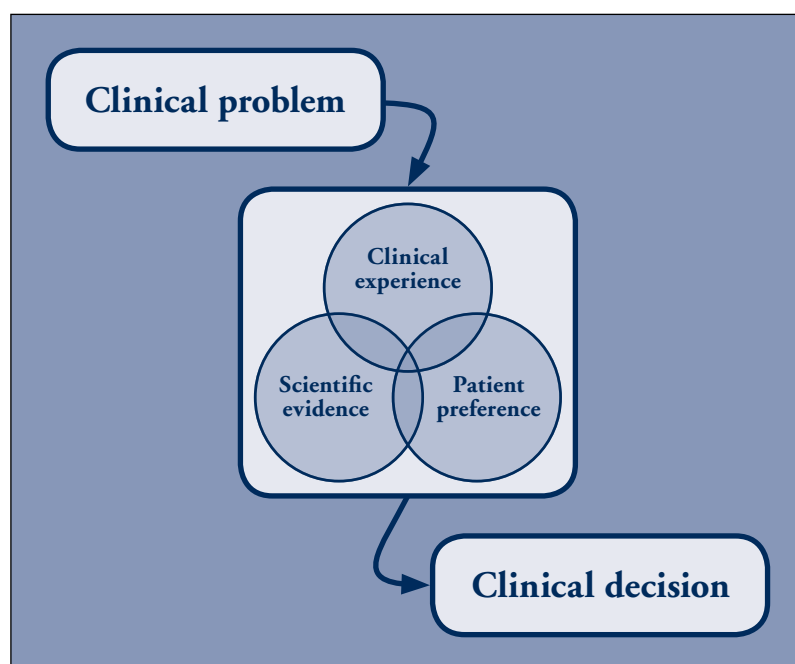 Clinical problem
Clinical
experience
Scientific
evidence
Patient
preference
Clinical decision